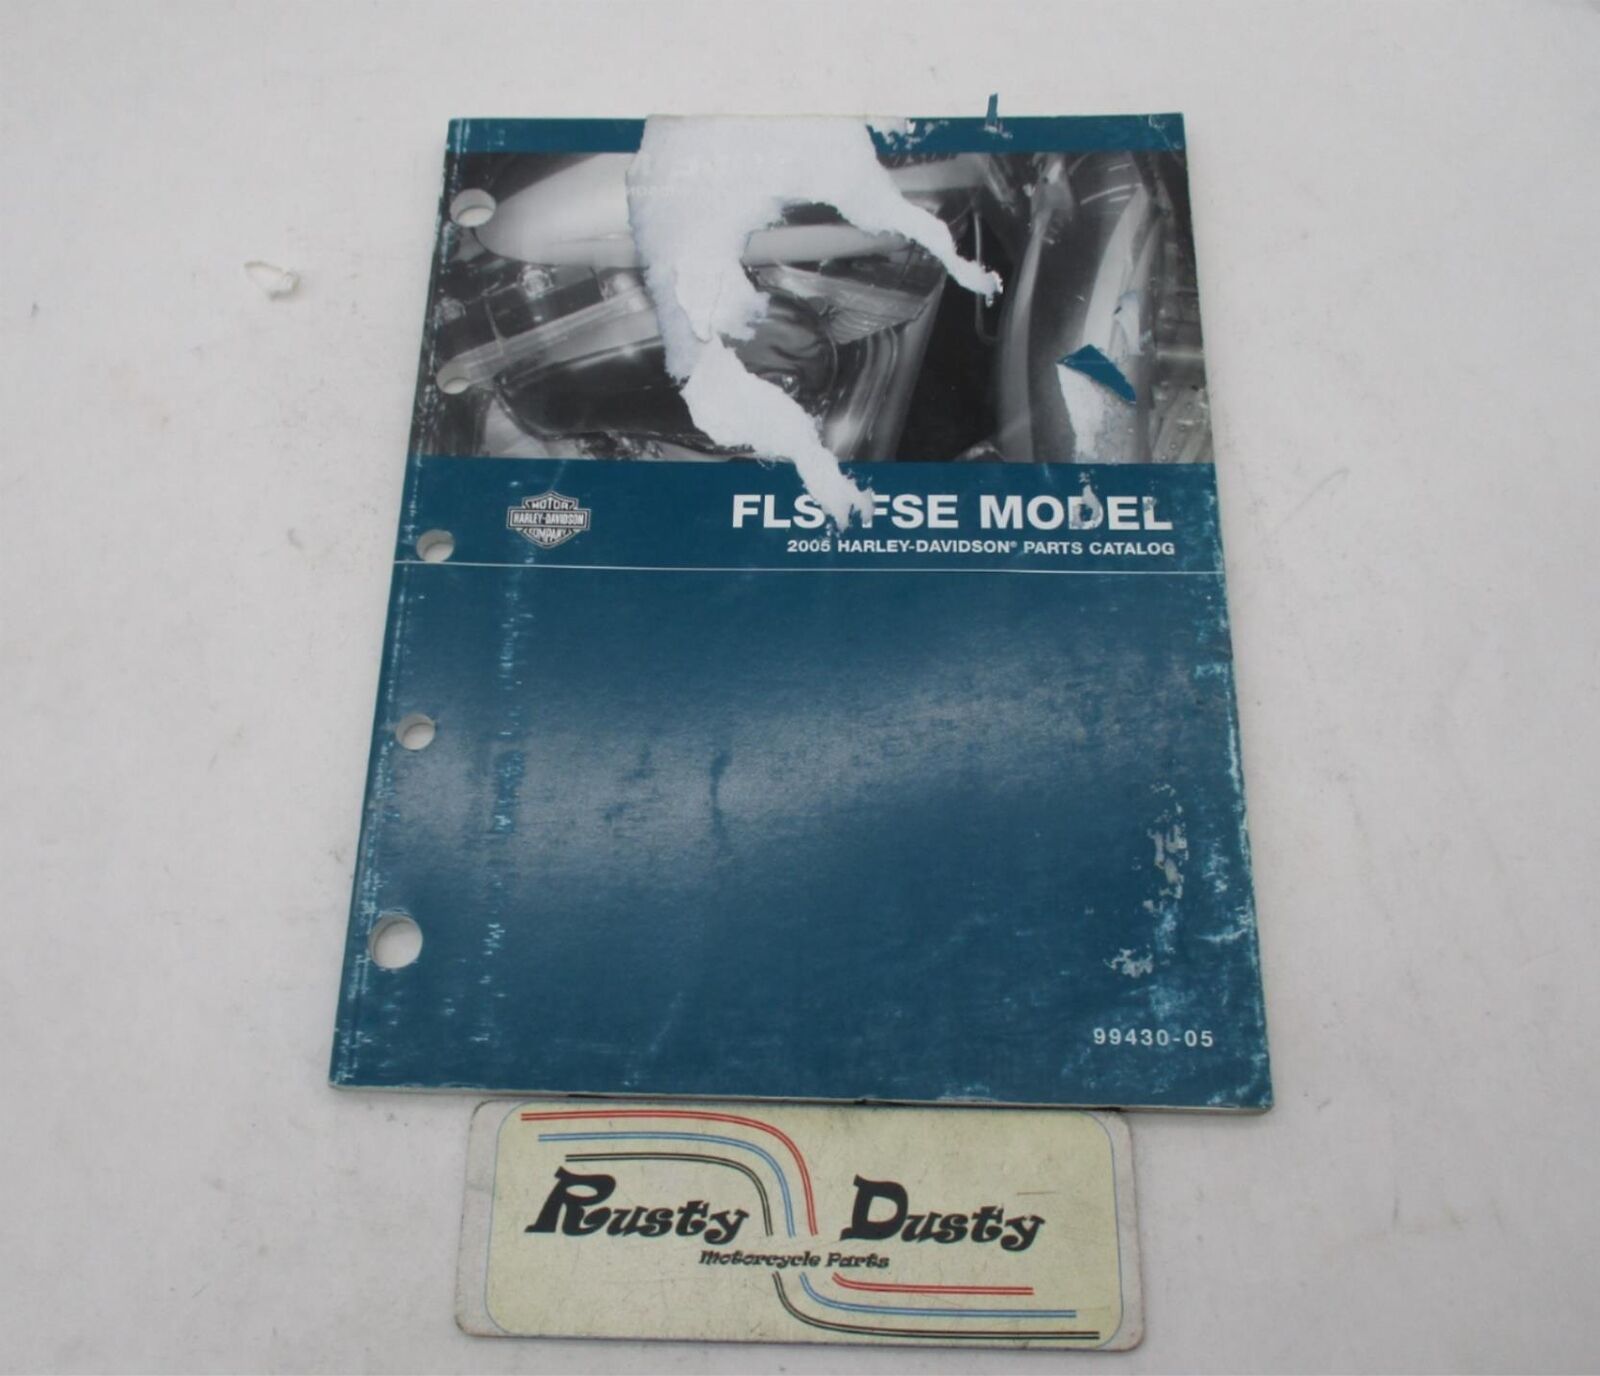 MOTOR
HARLEY-DAVIDSON
COMPANY
FLS FSE MODEL
2005 HARLEY-DAVIDSON® PARTS CATALOG
99430-05
Rusty Dusty
Motorcycle Parts